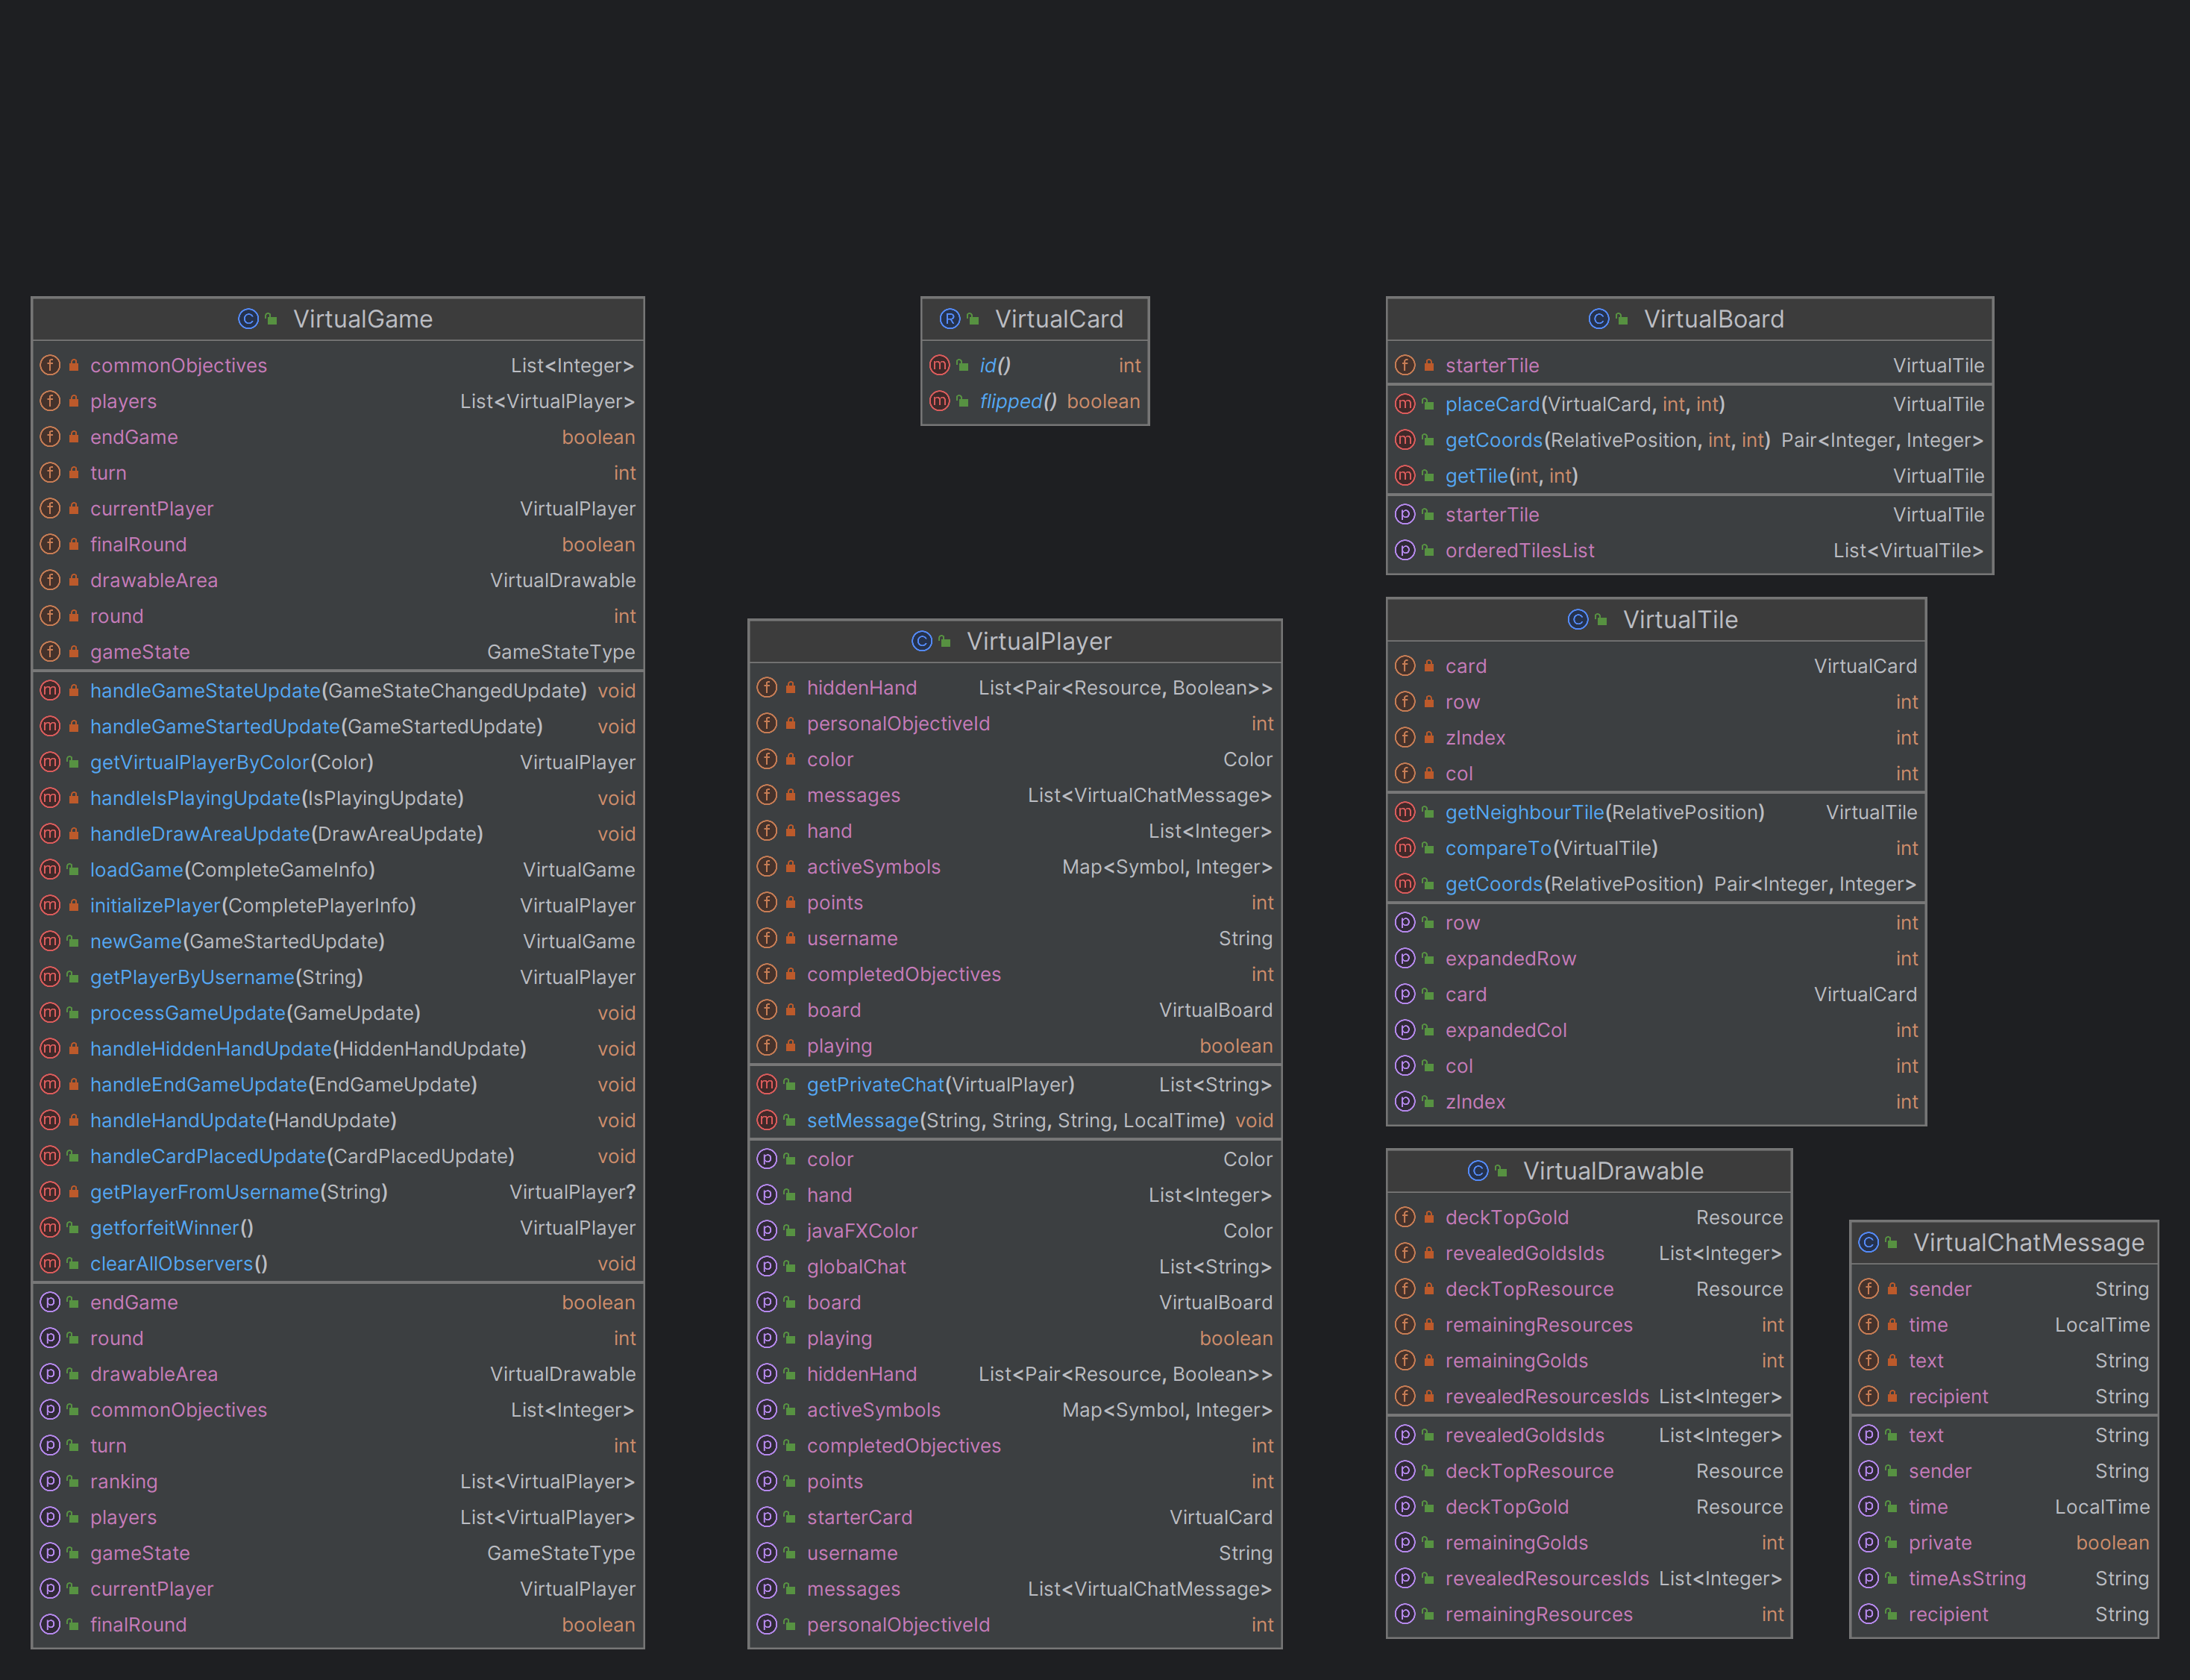 VirtualGame
commonObjectives List<Integer>
players List<VirtualPlayer>
endGame boolean
turn int
currentPlayer VirtualPlayer
finalRound boolean
drawableArea VirtualDrawable
round int
gameState GameStateType
handleGameStateUpdate(GameStateChangedUpdate) void
handleGameStartedUpdate(GameStartedUpdate) void
getVirtualPlayerByColor(Color) VirtualPlayer
handleIsPlayingUpdate(IsPlayingUpdate) void
handleDrawAreaUpdate(DrawAreaUpdate) void
loadGame(CompleteGameInfo) VirtualGame
initializePlayer(CompletePlayerInfo) VirtualPlayer
newGame(GameStartedUpdate) VirtualGame
getPlayerByUsername(String) VirtualPlayer
processGameUpdate(GameUpdate) void
handleHiddenHandUpdate(HiddenHandUpdate) void
handleEndGameUpdate(EndGameUpdate) void
handleHandUpdate(HandUpdate) void
handleCardPlacedUpdate(CardPlacedUpdate) void
getPlayerFromUsername(String) VirtualPlayer?
getforfeitWinner() VirtualPlayer
clearAllObservers() void
endGame boolean
round int
drawableArea VirtualDrawable
commonObjectives List<Integer>
turn int
ranking List<VirtualPlayer>
players List<VirtualPlayer>
gameState GameStateType
currentPlayer VirtualPlayer
finalRound boolean
VirtualCard
id() int
flipped() boolean
VirtualPlayer
hiddenHand List<Pair<Resource, Boolean>>
personalObjectiveId int
color Color
messages List<VirtualChatMessage>
hand List<Integer>
activeSymbols Map<Symbol, Integer>
points int
username String
completedObjectives int
board VirtualBoard
playing boolean
getPrivateChat(VirtualPlayer) List<String>
setMessage(String, String, String, LocalTime) void
color Color
hand List<Integer>
javaFXColor Color
globalChat List<String>
board VirtualBoard
playing boolean
hiddenHand List<Pair<Resource, Boolean>>
activeSymbols Map<Symbol, Integer>
completedObjectives int
points int
starterCard VirtualCard
username String
messages List<VirtualChatMessage>
personalObjectiveId int
VirtualBoard
starterTile VirtualTile
placeCard(VirtualCard, int, int) VirtualTile
getCoords(RelativePosition, int, int) Pair<Integer, Integer>
getTile(int, int) VirtualTile
starterTile VirtualTile
orderedTilesList List<VirtualTile>
VirtualTile
card VirtualCard
row int
zIndex int
col int
getNeighbourTile(RelativePosition) VirtualTile
compareTo(VirtualTile) int
getCoords(RelativePosition) Pair<Integer, Integer>
row int
expandedRow int
card VirtualCard
expandedCol int
col int
zIndex int
VirtualDrawable
deckTopGold Resource
revealedGoldsIds List<Integer>
deckTopResource Resource
remainingResources int
remainingGolds int
revealedResourcesIds List<Integer>
revealedGoldsIds List<Integer>
deckTopResource Resource
deckTopGold Resource
remainingGolds int
revealedResourcesIds List<Integer>
remainingResources int
VirtualChatMessage
sender String
time LocalTime
text String
recipient String
text String
sender String
time LocalTime
private boolean
timeAsString String
recipient String